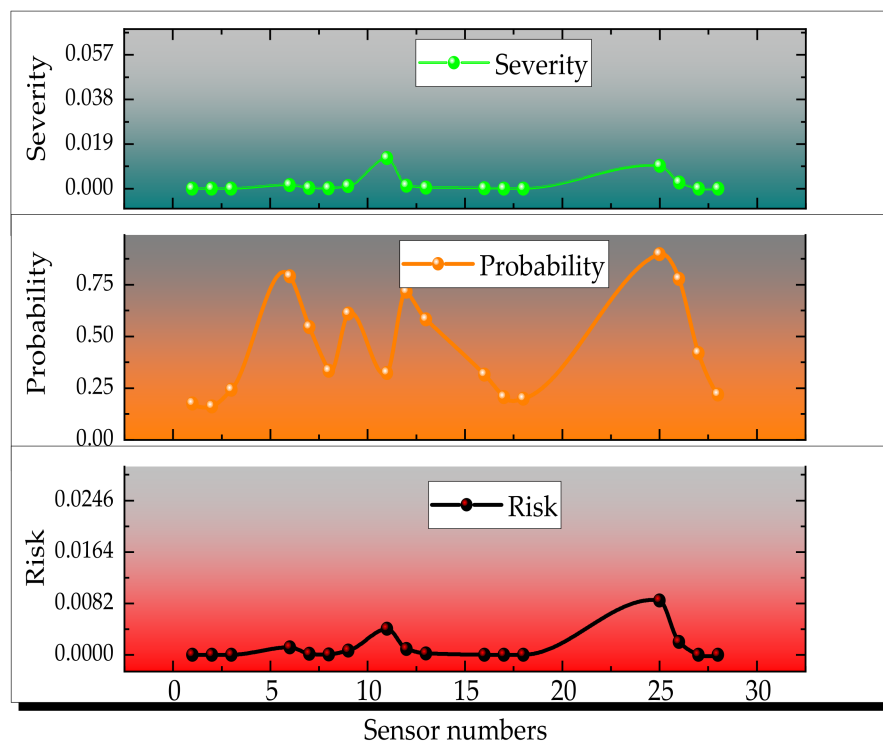 Severity
0.057
0.038
0.019
0.000
Severity
Probability
0.75
0.50
0.25
0.00
Probability
Risk
0.0246
0.0164
0.0082
0.0000
Risk
0 5 10 15 20 25 30
Sensor numbers